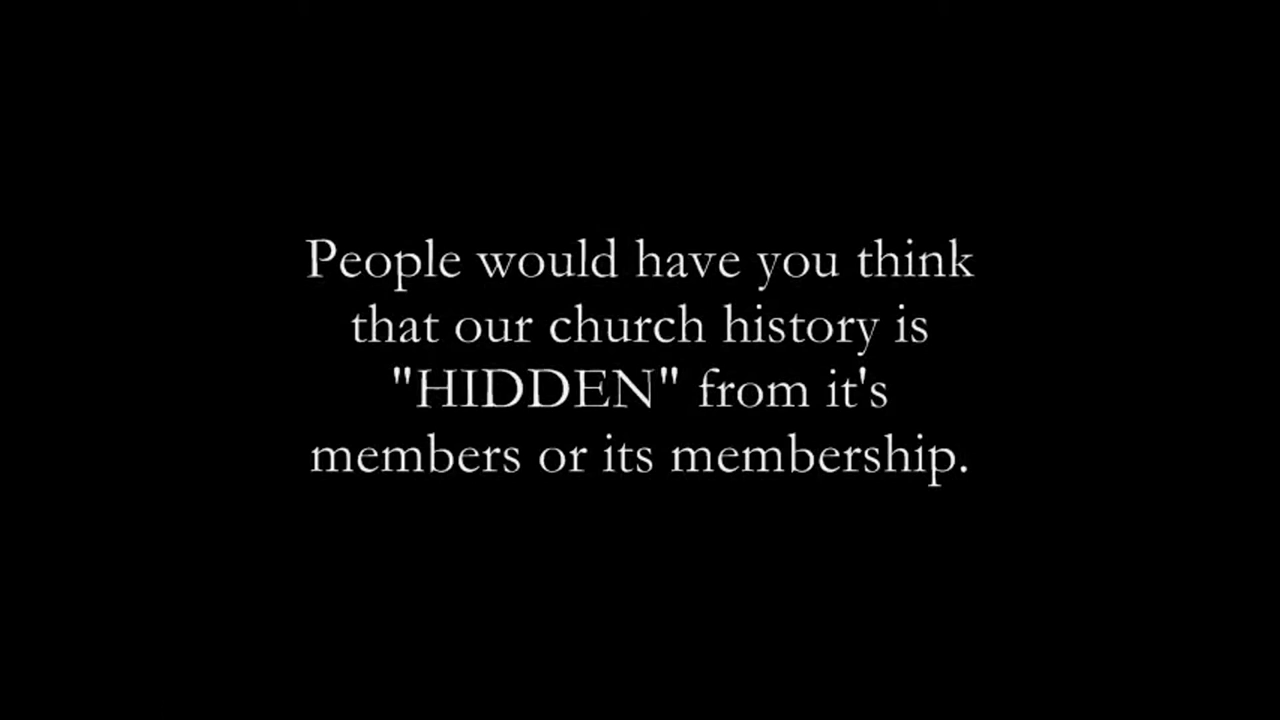 People would have you think
that our church history is
"HIDDEN" from it's
members or its membership.